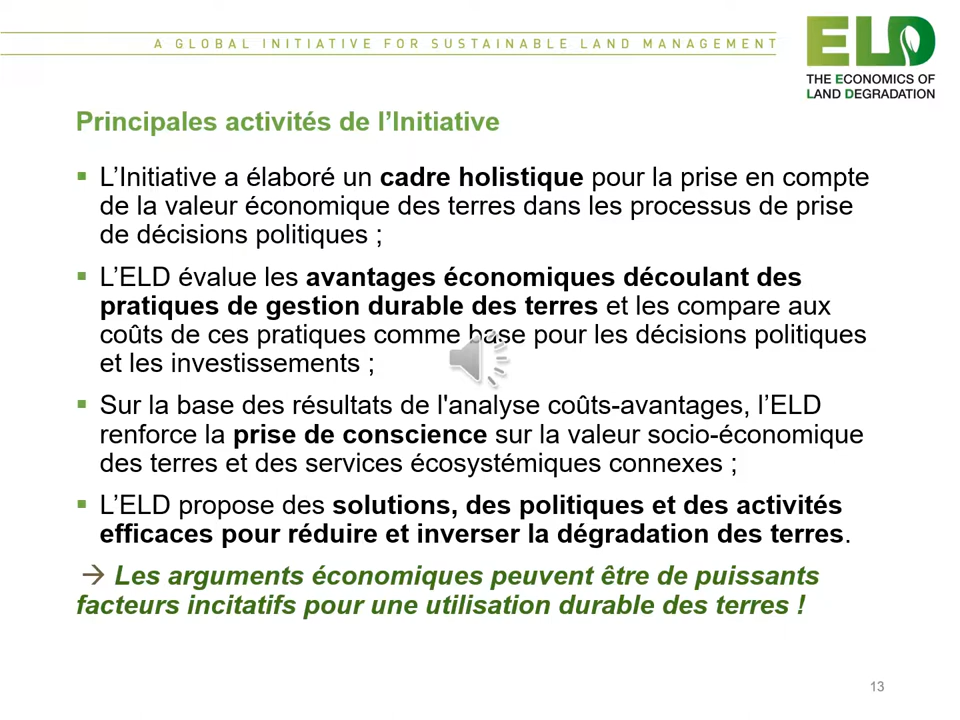 A GLOBAL INITIATIVE FOR SUSTAINABLE LAND MANAGEMENT
ELD
THE ECONOMICS OF
LAND DEGRADATION
Principales activités de l’Initiative
▪ L’Initiative a élaboré un cadre holistique pour la prise en compte
de la valeur économique des terres dans les processus de prise
de décisions politiques ;
▪ L’ELD évalue les avantages économiques découlant des
pratiques de gestion durable des terres et les compare aux
coûts de ces pratiques comme base pour les décisions politiques
et les investissements ;
▪ Sur la base des résultats de l'analyse coûts-avantages, l’ELD
renforce la prise de conscience sur la valeur socio-économique
des terres et des services écosystémiques connexes ;
▪ L’ELD propose des solutions, des politiques et des activités
efficaces pour réduire et inverser la dégradation des terres.
→ Les arguments économiques peuvent être de puissants
facteurs incitatifs pour une utilisation durable des terres !
13